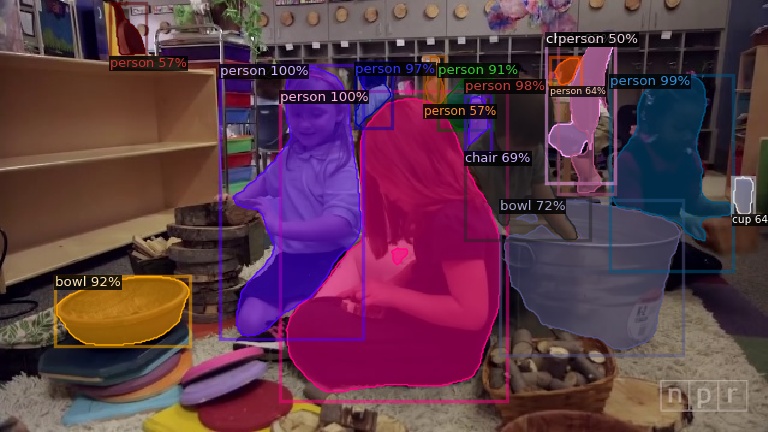 clperson 50%
person 57%
person 100%
person 97%
person 91%
person 99%
person 98%
person 64%
person 100%
person 57%
chair 69%
bowl 72%
cup 64
bowl 92%
npr